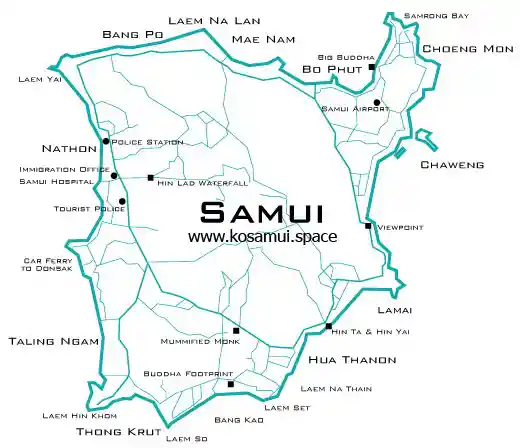 Samrong Bay
Laem Na Lan
Bang Po
Mae Nam
Choeng Mon
Big Buddha
Bo Phut
Laem Yai
Samui Airport
Police Station
Nathon
Chaweng
Immigration Office
Samui Hospital
Hin Lad Waterfall
Tourist Police
Samui
Viewpoint
www.kosamui.space
Car Ferry
to Donsak
Lamai
Hin Ta & Hin Yai
Taling Ngam
Mummified Monk
Hua Thanon
Buddha Footprint
Laem Na Thain
Laem Set
Laem Hin Khom
Bang Kao
Thong Krut
Laem So